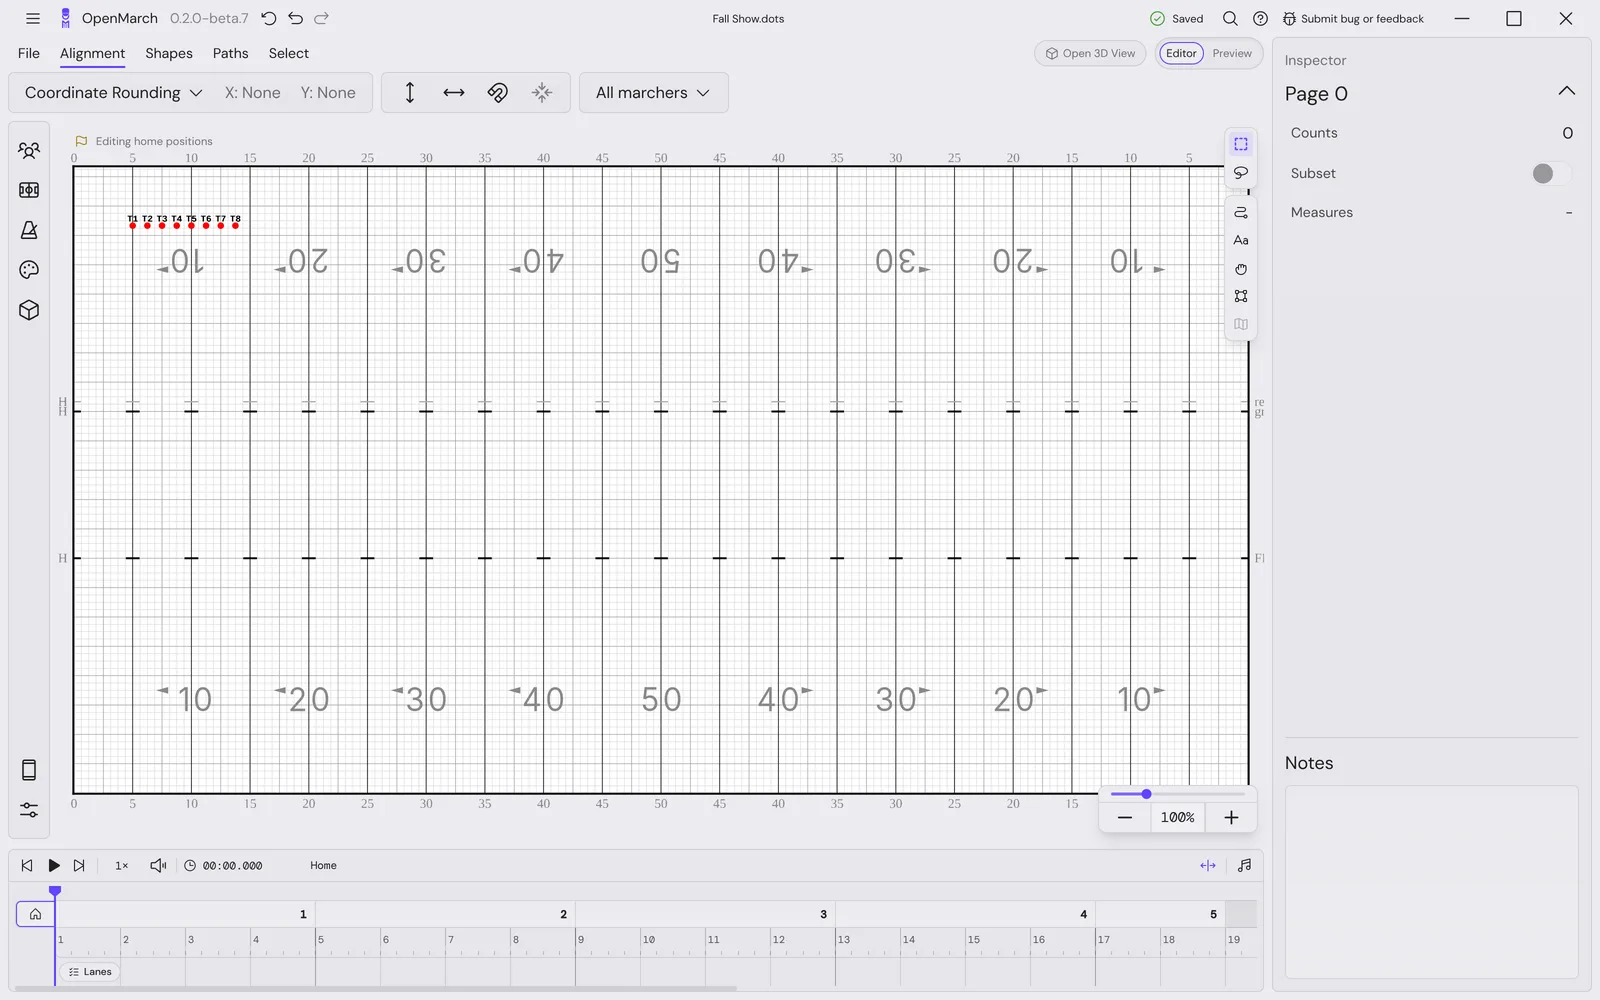 OpenMarch 0.2.0-beta.7
Fall Show.dots
Saved
Submit bug or feedback
File Alignment Shapes Paths Select
Open 3D View
Editor Preview
Coordinate Rounding X: None Y: None
All marchers
Editing home positions
0 5 10 15 20 25 30 35 40 45 50 45 40 35 30 25 20 15 10 5
T1 T2 T3 T4 T5 T6 T7 T8
10 20 30 40 50 40 30 20 10
Aa
H re
H gr
H Fl
10 20 30 40 50 40 30 20 10
0 5 10 15 20 25 30 35 40 45 50 45 40 35 30 25 20 15
100%
Inspector
Page 0
Counts 0
Subset
Measures -
Notes
1× 00:00.000 Home
1 2 3 4 5
1 2 3 4 5 6 7 8 9 10 11 12 13 14 15 16 17 18 19
Lanes